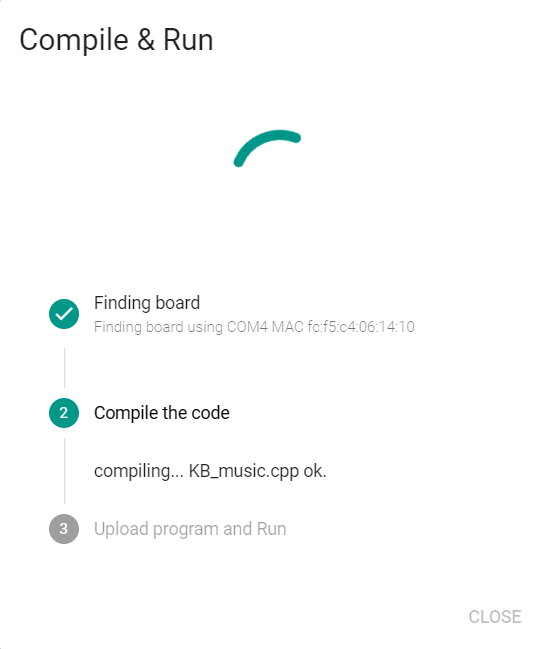 Compile & Run
Finding board
Finding board using COM4 MAC fc:f5:c4:06:14:10
2
Compile the code
compiling... KB_music.cpp ok.
3
Upload program and Run
CLOSE